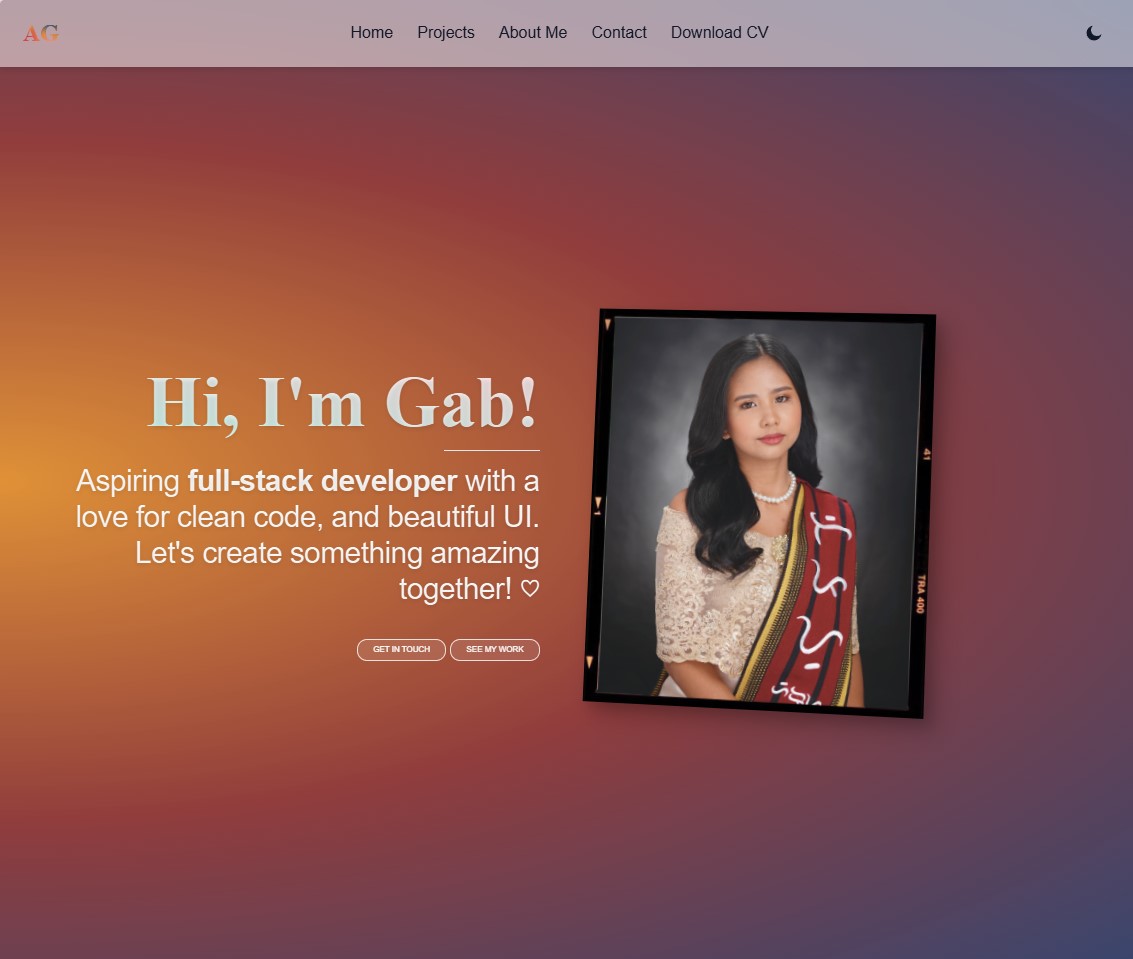 AG
Home Projects About Me Contact Download CV
Hi, I'm Gab!
Aspiring full-stack developer with a
love for clean code, and beautiful UI.
Let's create something amazing
together! ♡
GET IN TOUCH SEE MY WORK
41
TRA 400